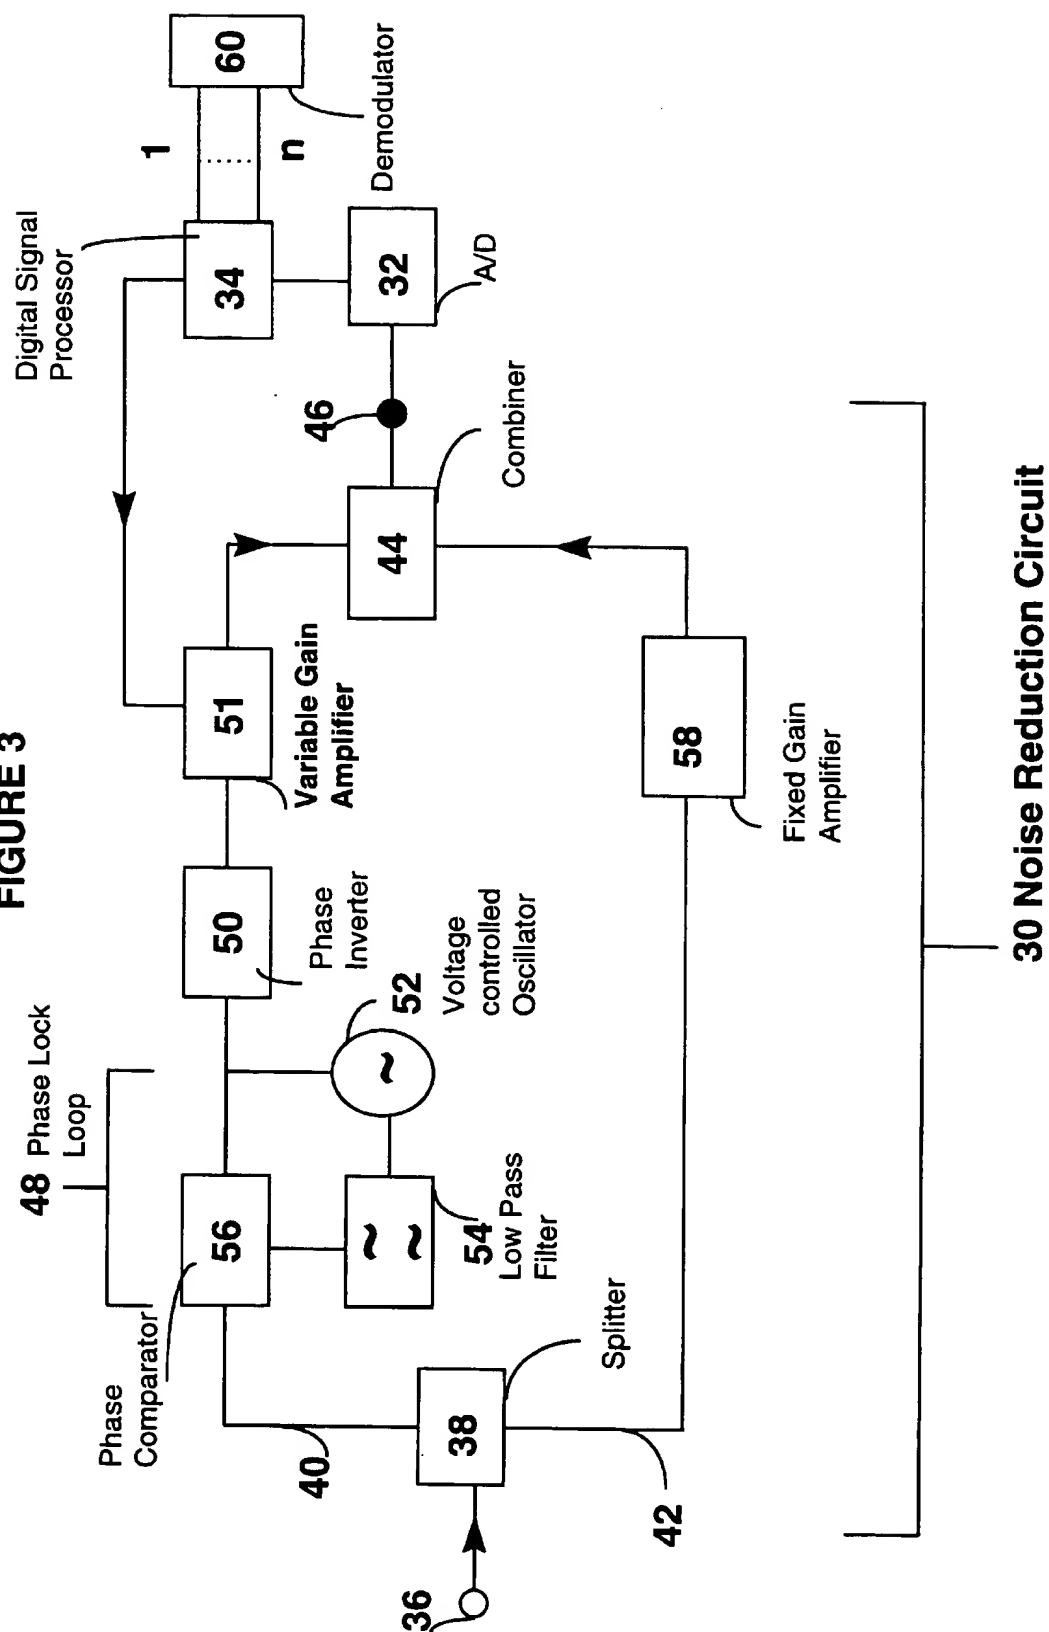 FIGURE 3
48 Phase Lock
Loop
Digital Signal
Processor
1
n
60
Demodulator
34
32
A/D
46
Combiner
44
51
Variable Gain
Amplifier
50
Phase
Inverter
52
Voltage
controlled
Oscillator
56
Phase
Comparator
~
~
~
54
Low Pass
Filter
40
38
Splitter
36
42
58
Fixed Gain
Amplifier
30 Noise Reduction Circuit